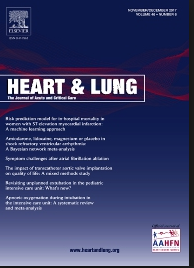 NOVEMBER/DECEMBER 2017
VOLUME 46 • NUMBER 6
ELSEVIER
HEART & LUNG
The Journal of Acute and Critical Care
Risk prediction model for in-hospital mortality in
women with ST-elevation myocardial infarction:
A machine learning approach
Amiodarone, lidocaine, magnesium or placebo in
shock refractory ventricular arrhythmia:
A Bayesian network meta-analysis
Symptom challenges after atrial fibrillation ablation
The impact of transcatheter aortic valve implantation
on quality of life: A mixed methods study
Revisiting unplanned extubation in the pediatric
intensive care unit: What's new?
Apneic oxygenation during intubation in
the intensive care unit: A systematic review
and meta-analysis
www.heartandlung.org
AAHFN